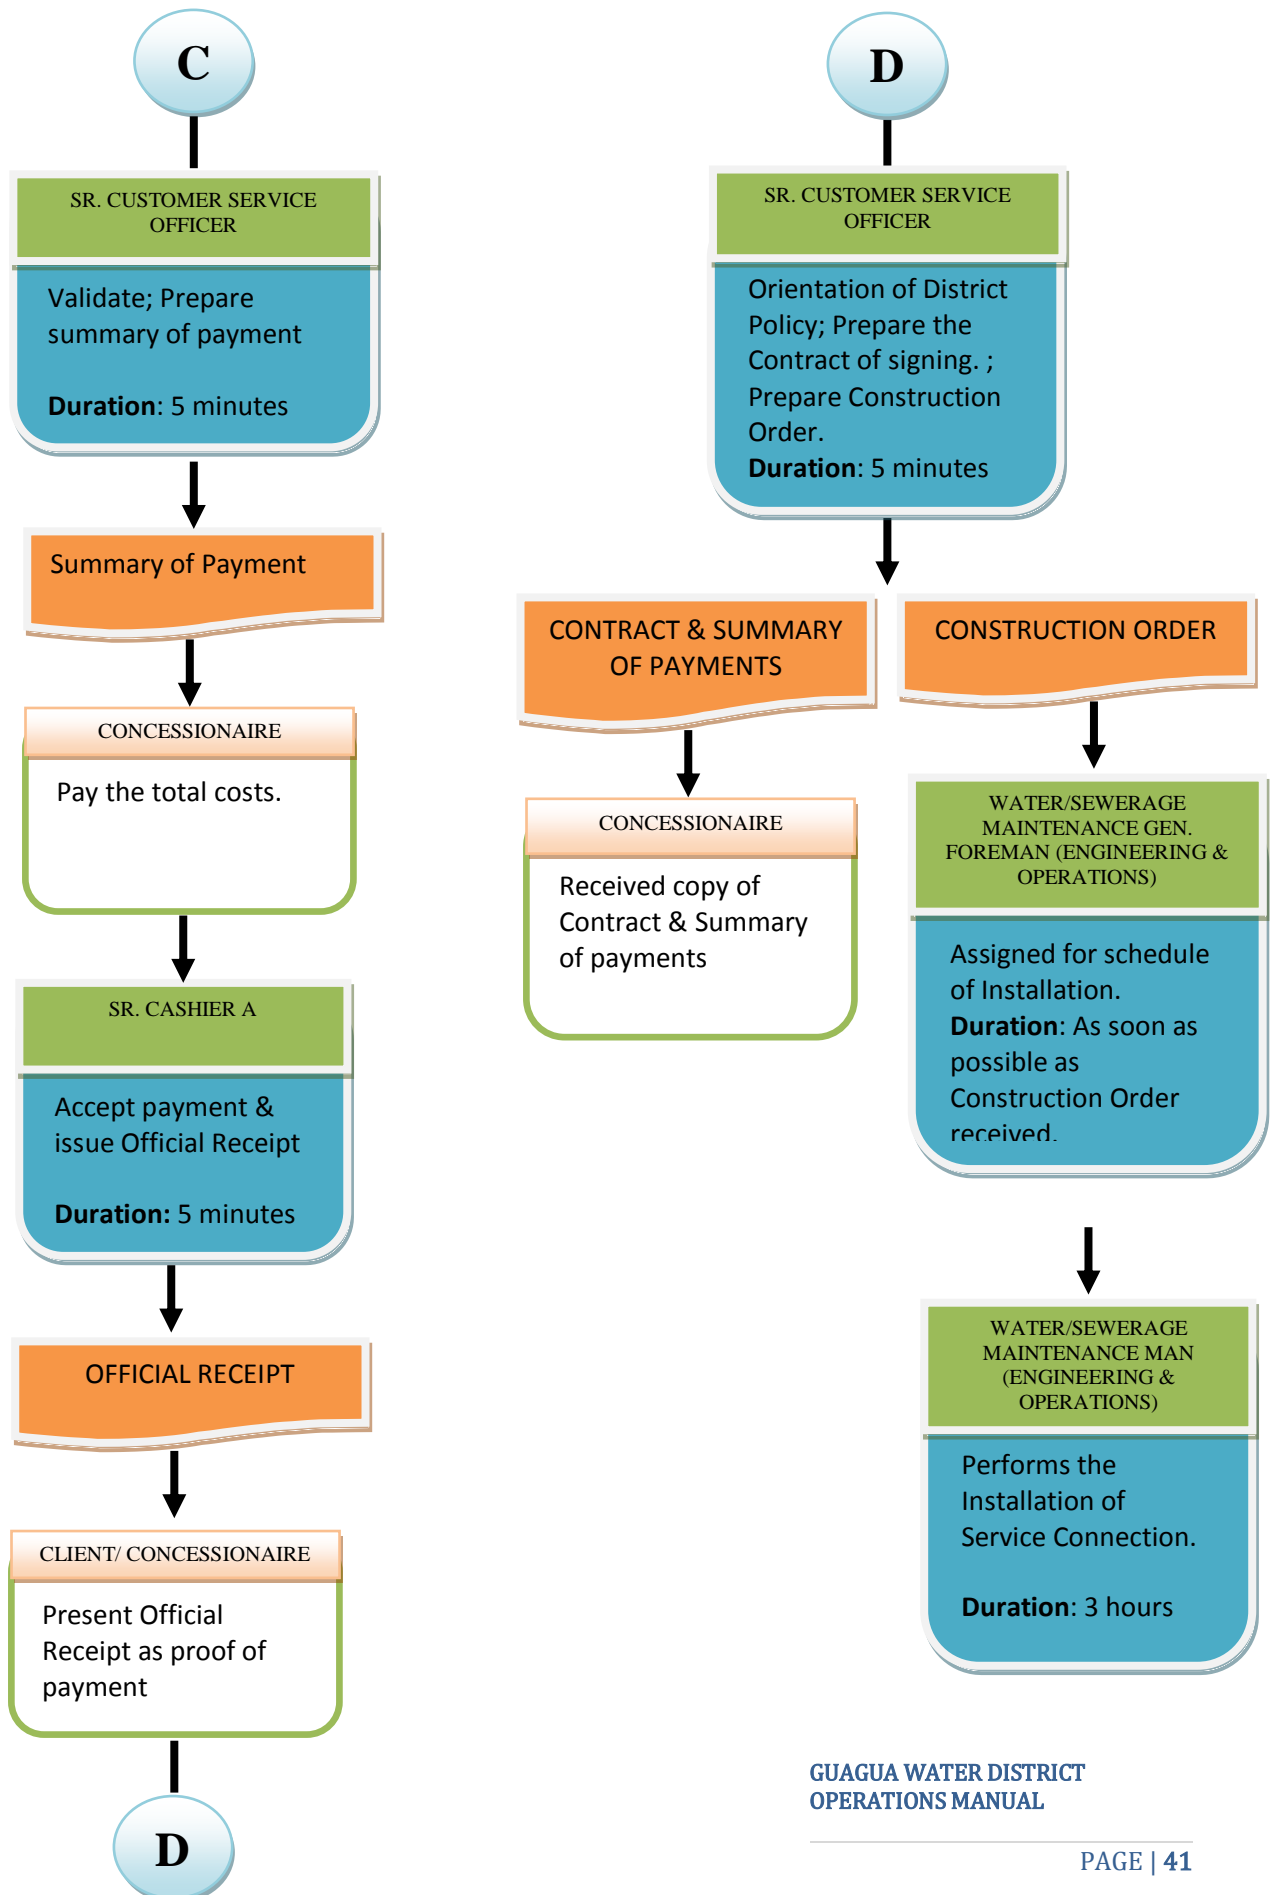 C
SR. CUSTOMER SERVICE
OFFICER
Validate; Prepare
summary of payment
Duration: 5 minutes
Summary of Payment
CONCESSIONAIRE
Pay the total costs.
SR. CASHIER A
Accept payment &
issue Official Receipt
Duration: 5 minutes
OFFICIAL RECEIPT
CLIENT/ CONCESSIONAIRE
Present Official
Receipt as proof of
payment
D
D
SR. CUSTOMER SERVICE
OFFICER
Orientation of District
Policy; Prepare the
Contract of signing. ;
Prepare Construction
Order.
Duration: 5 minutes
CONTRACT & SUMMARY
OF PAYMENTS
CONCESSIONAIRE
Received copy of
Contract & Summary
of payments
CONSTRUCTION ORDER
WATER/SEWERAGE
MAINTENANCE GEN.
FOREMAN (ENGINEERING &
OPERATIONS)
Assigned for schedule
of Installation.
Duration: As soon as
possible as
Construction Order
received.
WATER/SEWERAGE
MAINTENANCE MAN
(ENGINEERING &
OPERATIONS)
Performs the
Installation of
Service Connection.
Duration: 3 hours
GUAGUA WATER DISTRICT
OPERATIONS MANUAL
PAGE | 41